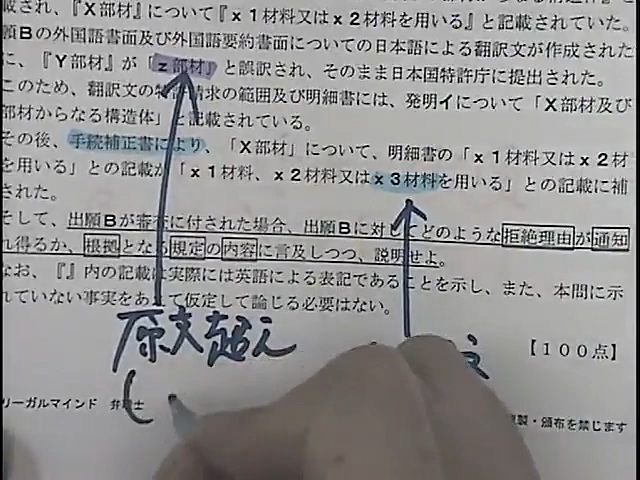 載され、『X部材』について『x1材料又はx2材料を用いる』と記載されていた。
願Bの外国語書面及び外国語要約書面についての日本語による翻訳文が作成された
に、『Y部材』が「z部材」と誤訳され、そのまま日本国特許庁に提出された。
このため、翻訳文の特許請求の範囲及び明細書には、発明イについて「X部材及び
部材からなる構造体」と記載されている。
その後、手続補正書により、「X部材」について、明細書の「x1材料又はx2材
を用いる」との記載が「x1材料、x2材料又はx3材料を用いる」との記載に補
された。
そして、出願Bが審査に付された場合、出願Bに対してどのような拒絶理由が通知
れ得るか、根拠となる規定の内容に言及しつつ、説明せよ。
なお、『』内の記載は実際には英語による表記であることを示し、また、本問に示
れていない事実をあえて仮定して論じる必要はない。
原文超え
【100点】
(
リーガルマインド 弁理士
複製・頒布を禁じます